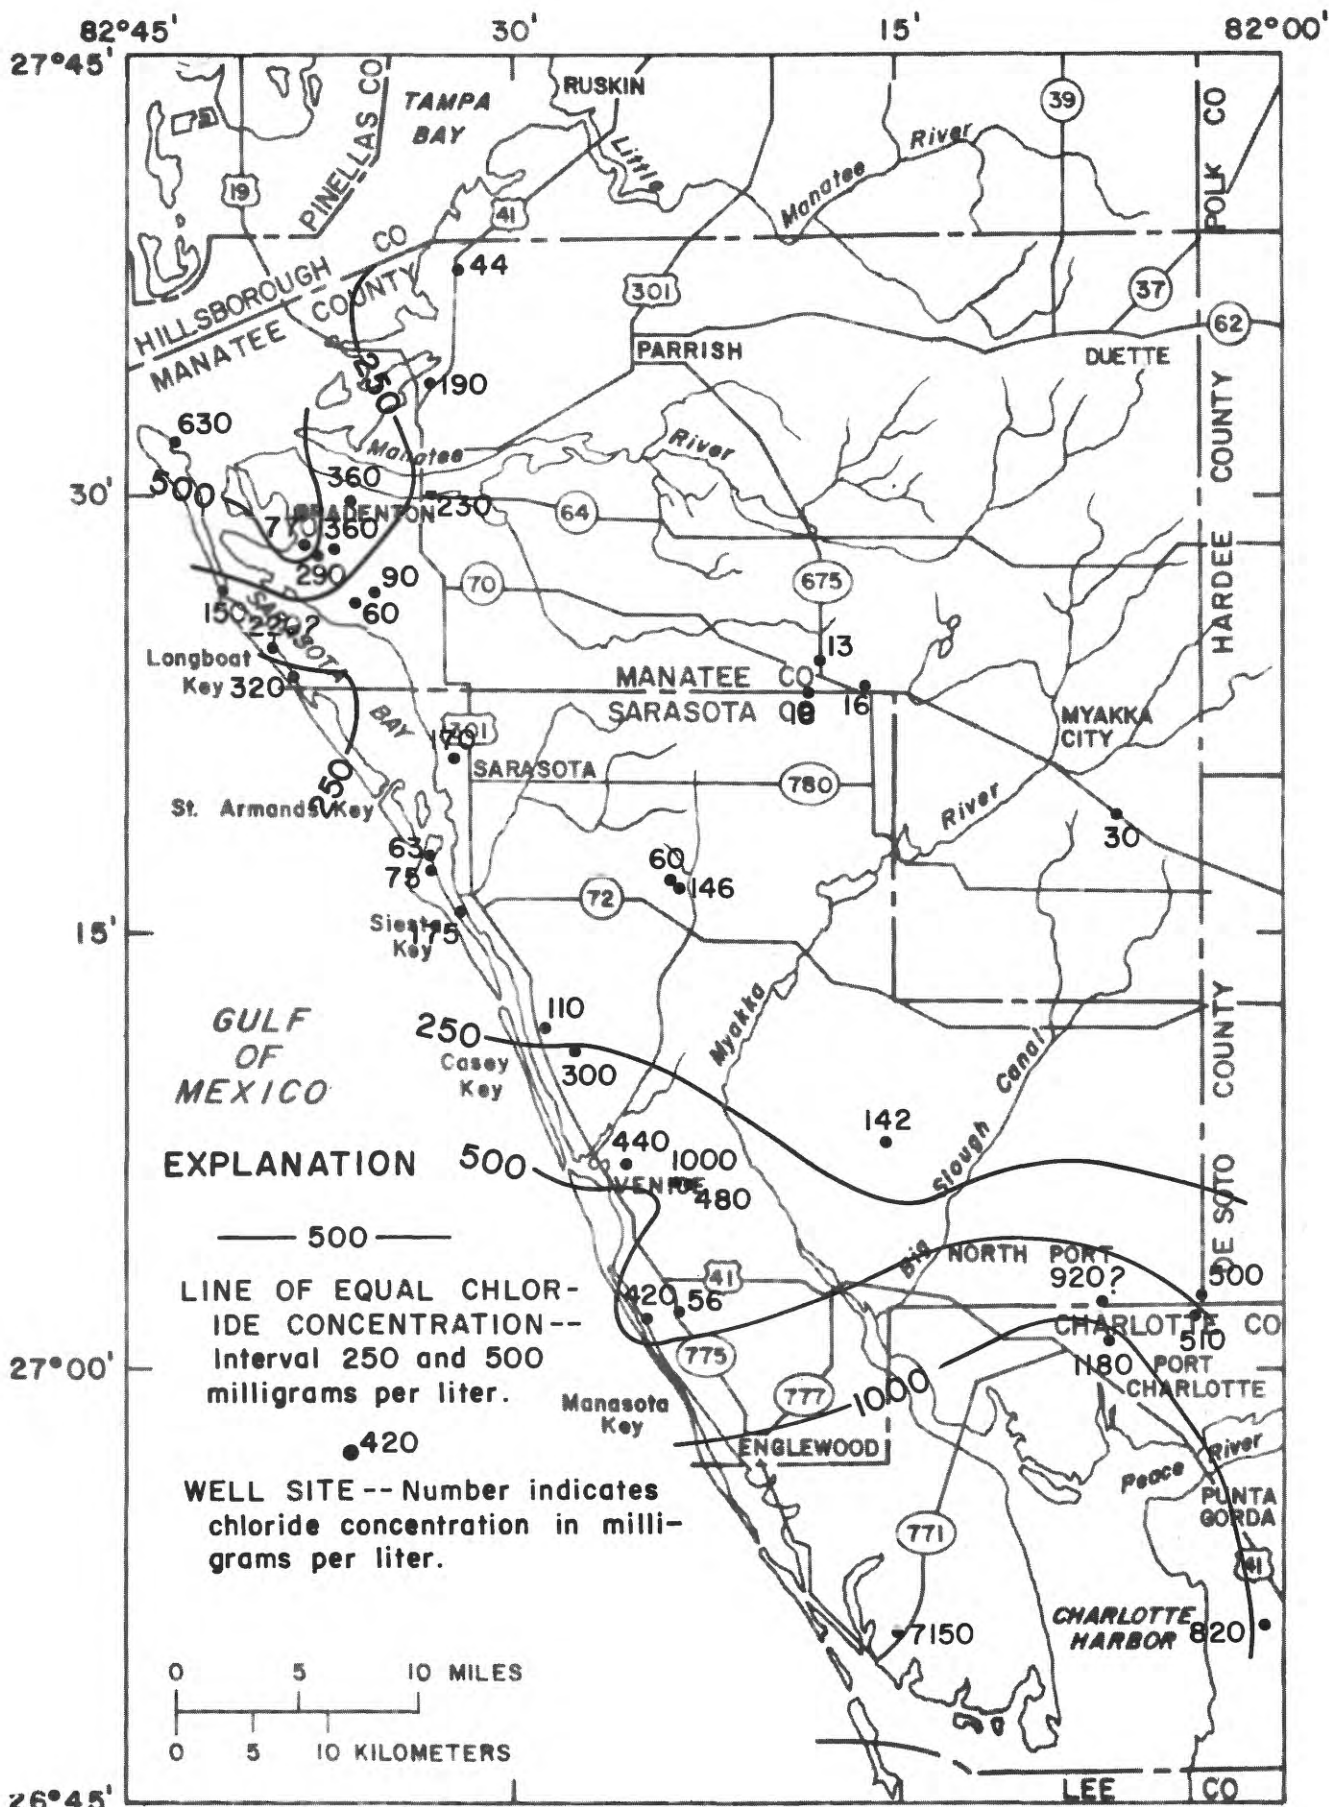 82°45'
30'
15'
82°00'
27°45'
RUSKIN
TAMPA
BAY
PINELLAS CO
POLK CO
39
Little
Manatee River
19
41
HILLSBOROUGH CO
MANATEE COUNTY
44
301
37
62
PARRISH
DUETTE
250
190
630
Manatee River
HARDEE COUNTY
500
360
30'
BRADENTON
230
64
770
360
290
90
70
675
60
150
SARASOTA BAY
Longboat
Key
320
13
MANATEE CO
16
SARASOTA CO
MYAKKA
CITY
301
170
SARASOTA
780
250
St. Armands Key
River
30
63
75
60
146
72
Siesta
Key
175
15'
GULF
OF
MEXICO
110
250
Casey
Key
300
Myakka
Canal
142
DE SOTO COUNTY
EXPLANATION
500
440
1000
VENICE
480
Slough
500
Big
NORTH PORT
920?
500
LINE OF EQUAL CHLOR-
IDE CONCENTRATION--
Interval 250 and 500
milligrams per liter.
41
420
56
CHARLOTTE CO
510
1180
PORT
CHARLOTTE
27°00'
775
777
1000
Manasota
Key
ENGLEWOOD
420
WELL SITE -- Number indicates
chloride concentration in milli-
grams per liter.
Peace River
PUNTA
GORDA
771
41
CHARLOTTE
HARBOR
7150
820
0 5 10 MILES
0 5 10 KILOMETERS
26°45'
LEE CO